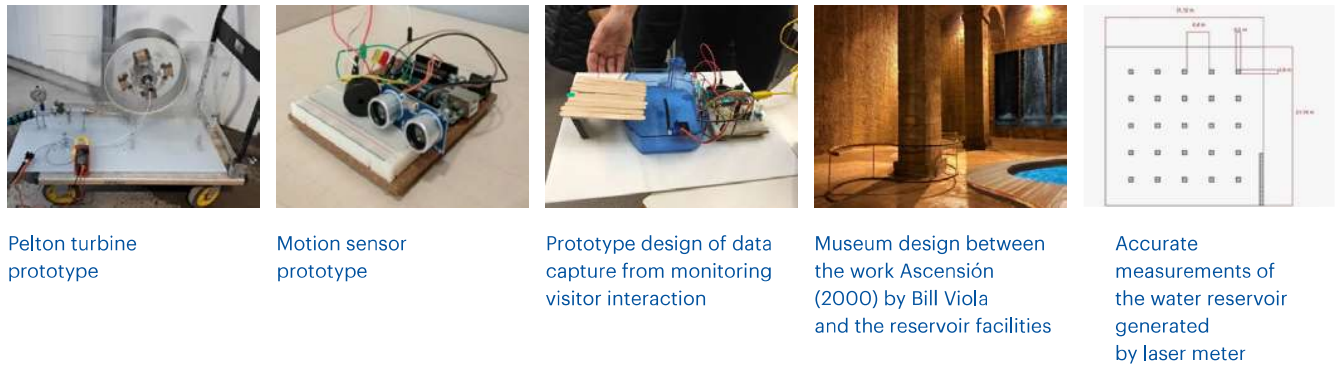 Pelton turbine
prototype
Motion sensor
prototype
Prototype design of data
capture from monitoring
visitor interaction
Museum design between
the work Ascensión
(2000) by Bill Viola
and the reservoir facilities
Accurate
measurements of
the water reservoir
generated
by laser meter